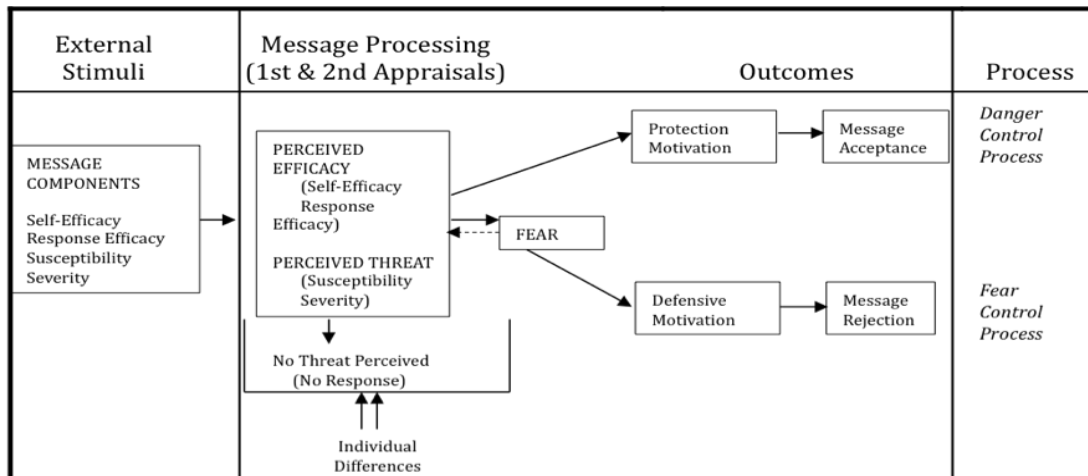 External
Stimuli
Message Processing
(1st & 2nd Appraisals)
Outcomes
Process
MESSAGE
COMPONENTS
Self-Efficacy
Response Efficacy
Susceptibility
Severity
PERCEIVED
EFFICACY
(Self-Efficacy
Response
Efficacy)
PERCEIVED THREAT
(Susceptibility
Severity)
No Threat Perceived
(No Response)
Individual
Differences
FEAR
Protection
Motivation
Message
Acceptance
Defensive
Motivation
Message
Rejection
Danger
Control
Process
Fear
Control
Process